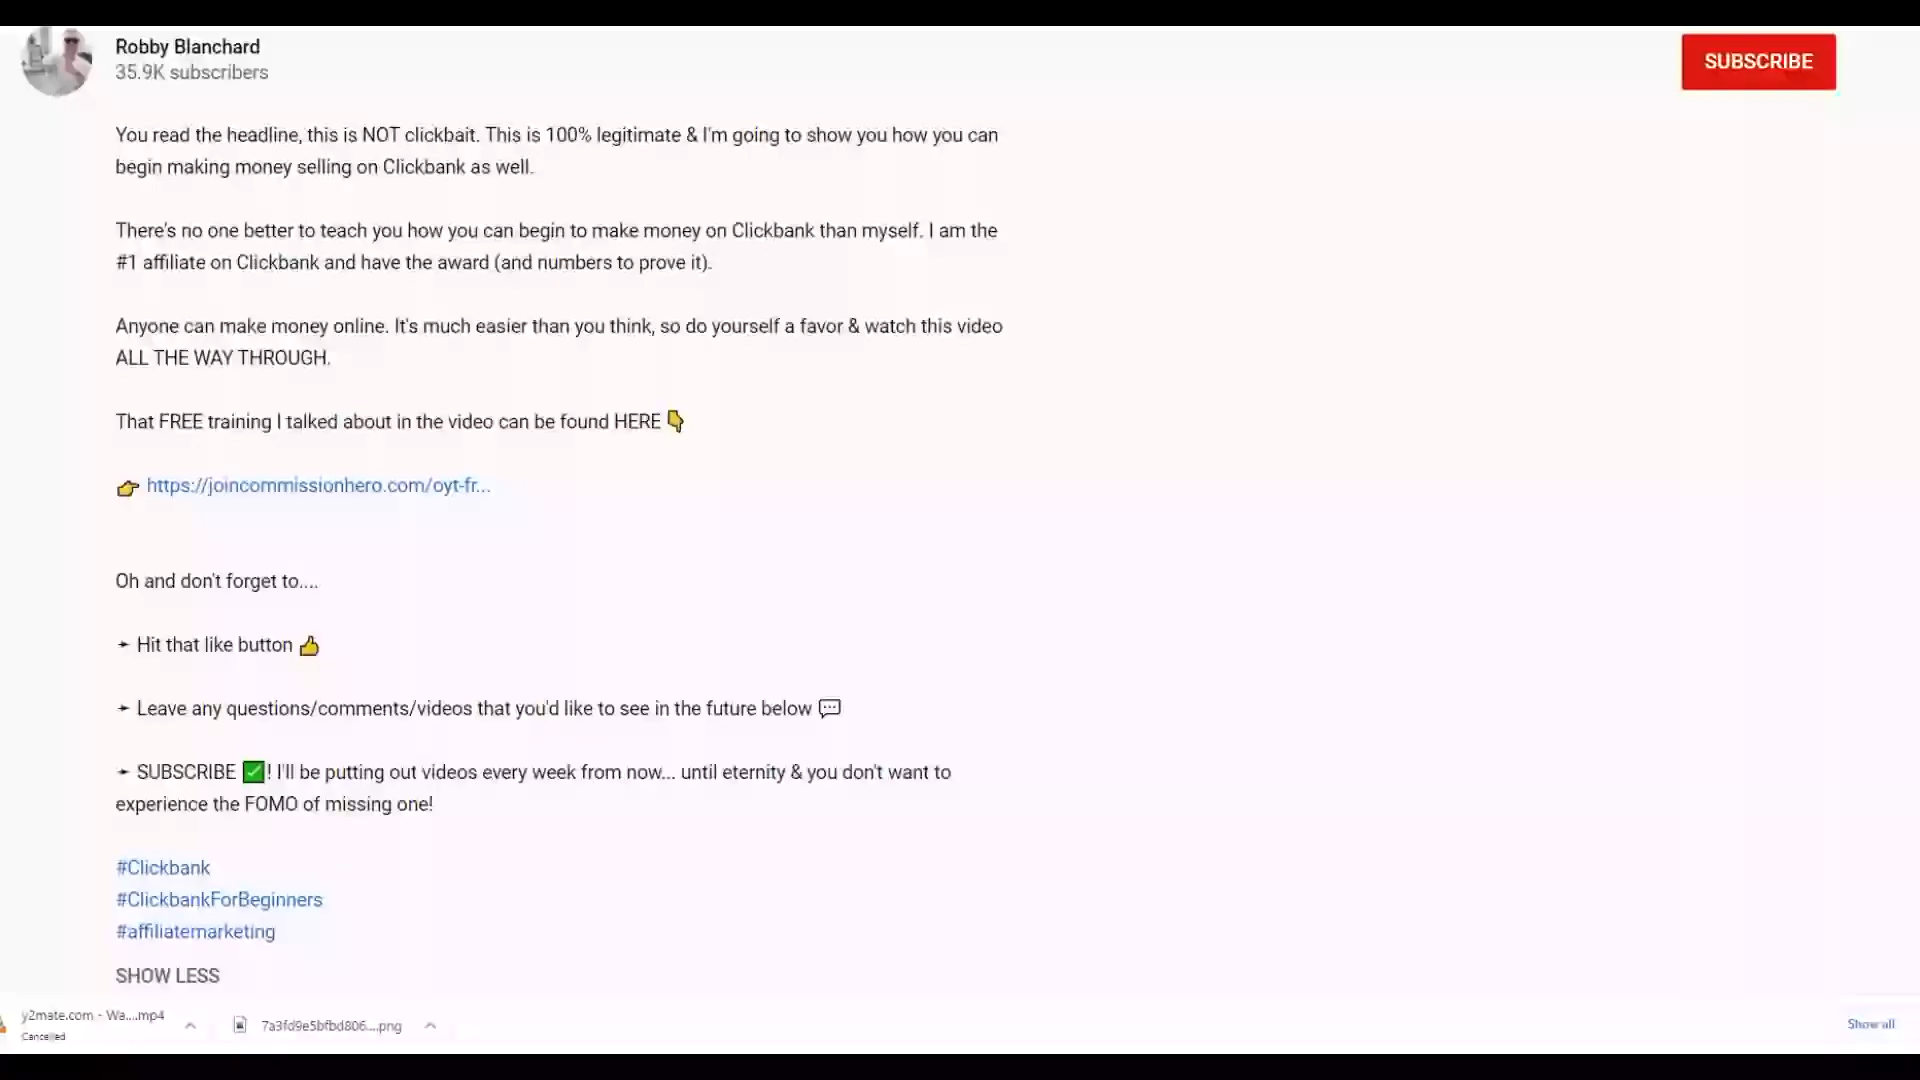 Robby Blanchard
35.9K subscribers
SUBSCRIBE
You read the headline, this is NOT clickbait. This is 100% legitimate & I'm going to show you how you can
begin making money selling on Clickbank as well.
There's no one better to teach you how you can begin to make money on Clickbank than myself. I am the
#1 affiliate on Clickbank and have the award (and numbers to prove it).
Anyone can make money online. It's much easier than you think, so do yourself a favor & watch this video
ALL THE WAY THROUGH.
That FREE training I talked about in the video can be found HERE 👇
👉 https://joincommissionhero.com/oyt-fr...
Oh and don't forget to....
➛ Hit that like button 👍
➛ Leave any questions/comments/videos that you'd like to see in the future below 💬
➛ SUBSCRIBE ✅! I'll be putting out videos every week from now... until eternity & you don't want to
experience the FOMO of missing one!
#Clickbank
#ClickbankForBeginners
#affiliatemarketing
SHOW LESS
y2mate.com - Wa....mp4
Cancelled
7a3fd9e5bfbd806....png
Show all